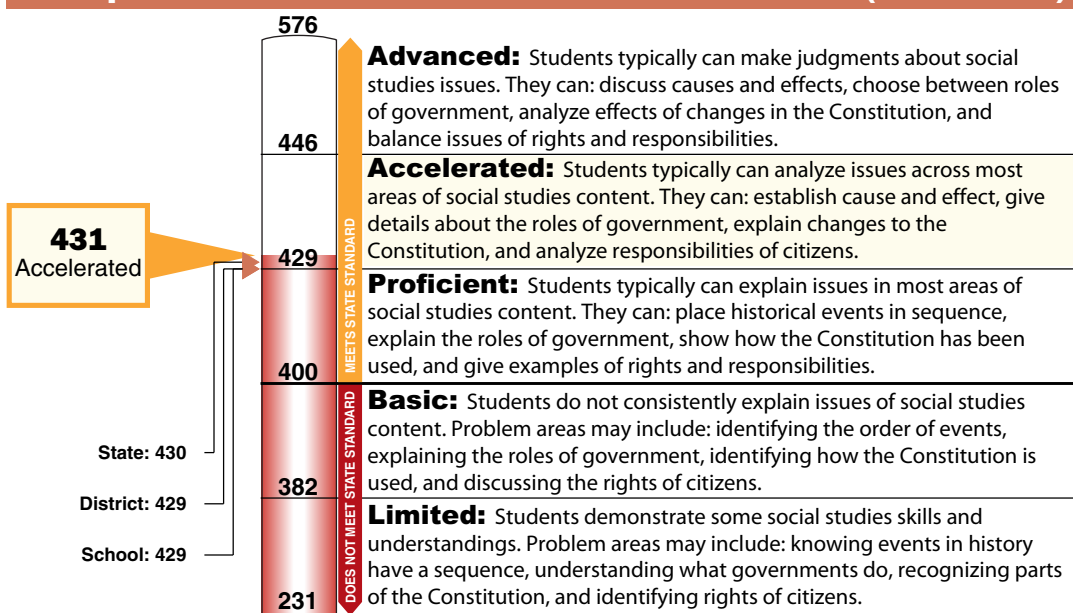 576
Advanced: Students typically can make judgments about social
studies issues. They can: discuss causes and effects, choose between roles
of government, analyze effects of changes in the Constitution, and
balance issues of rights and responsibilities.
446
Accelerated: Students typically can analyze issues across most
areas of social studies content. They can: establish cause and effect, give
details about the roles of government, explain changes to the
Constitution, and analyze responsibilities of citizens.
431
Accelerated
429
MEETS STATE STANDARD
Proficient: Students typically can explain issues in most areas of
social studies content. They can: place historical events in sequence,
explain the roles of government, show how the Constitution has been
used, and give examples of rights and responsibilities.
400
Basic: Students do not consistently explain issues of social studies
content. Problem areas may include: identifying the order of events,
explaining the roles of government, identifying how the Constitution is
used, and discussing the rights of citizens.
State: 430
382
District: 429
DOES NOT MEET STATE STANDARD
Limited: Students demonstrate some social studies skills and
understandings. Problem areas may include: knowing events in history
have a sequence, understanding what governments do, recognizing parts
of the Constitution, and identifying rights of citizens.
School: 429
231